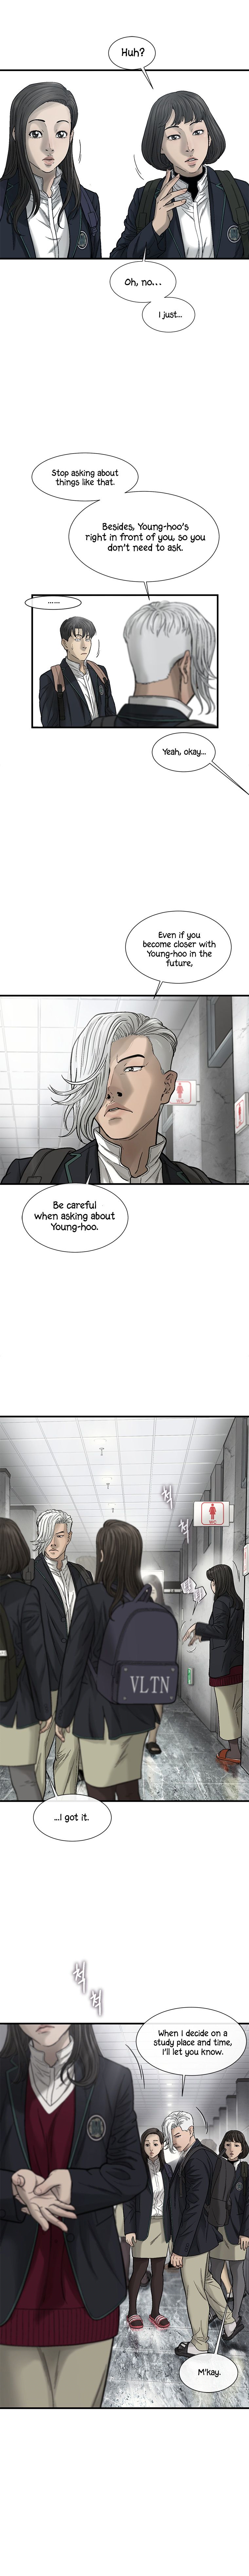 Huh?
Oh, no...
I just...
Stop asking about
things like that.
Besides, Young-hoo's
right in front of you, so you
don't need to ask.
......
Yeah, okay...
Even if you
become closer with
Young-hoo in the
future,
Be careful
when asking about
Young-hoo.
VLTN
...I got it.
When I decide on a
study place and time,
I'll let you know.
M'kay.